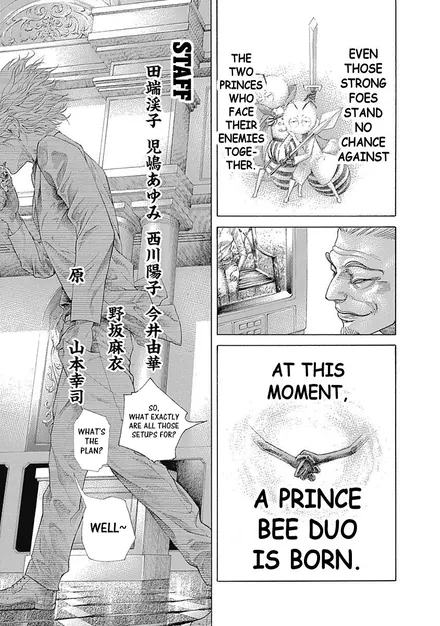 EVEN
THOSE
STRONG
FOES
STAND
NO
CHANCE
AGAINST
THE
TWO
PRINCES
WHO
FACE
THEIR
ENEMIES
TOGE-
THER.
AT THIS
MOMENT,
A PRINCE
BEE DUO
IS BORN.
STAFF
田端渓子 児嶋あゆみ 西川陽子 今井由華
原 野坂麻衣
山本幸司
SO,
WHAT EXACTLY
ARE ALL THOSE
SETUPS FOR?
WHAT'S
THE
PLAN?
WELL~